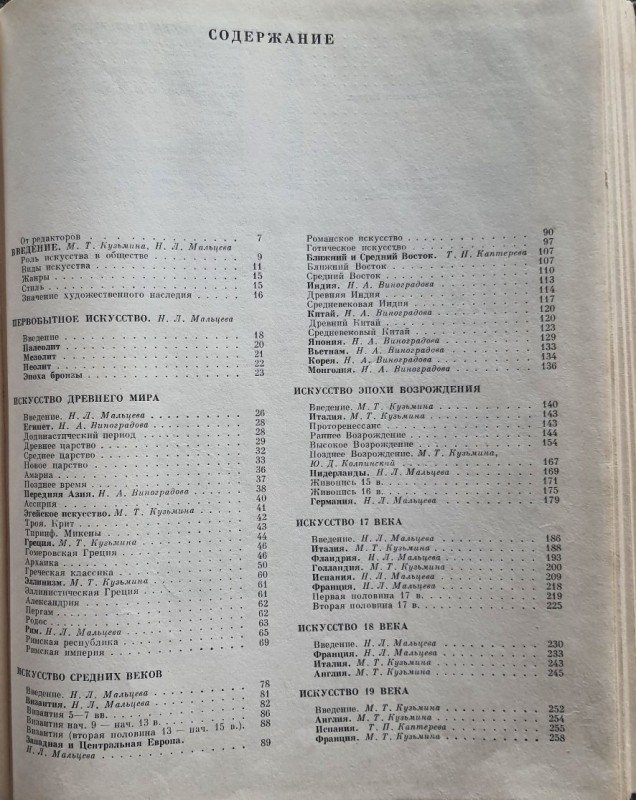 СОДЕРЖАНИЕ
От редакторов 7
ВВЕДЕНИЕ. М. Т. Кузьмина, Н. Л. Мальцева
Роль искусства в обществе 9
Виды искусства 11
Жанры 15
Стиль 15
Значение художественного наследия 16
ПЕРВОБЫТНОЕ ИСКУССТВО. Н. Л. Мальцева
Введение 18
Палеолит 20
Мезолит 21
Неолит 22
Эпоха бронзы 23
ИСКУССТВО ДРЕВНЕГО МИРА
Введение. Н. Л. Мальцева 26
Египет. Н. А. Виноградова 28
Додинастический период 28
Древнее царство 29
Среднее царство 32
Новое царство 33
Амарна 36
Позднее время 37
Передняя Азия. Н. А. Виноградова 38
Ассирия 40
Эгейское искусство. М. Т. Кузьмина 41
Троя. Крит 42
Тиринф. Микены 43
Греция. М. Т. Кузьмина 44
Гомеровская Греция 46
Архаика 46
Греческая классика 50
Эллинизм. М. Т. Кузьмина 60
Эллинистическая Греция 61
Александрия 61
Пергам 62
Родос 62
Рим. Н. Л. Мальцева 63
Римская республика 65
Римская империя 69
ИСКУССТВО СРЕДНИХ ВЕКОВ
Введение. Н. Л. Мальцева 78
Византия. Н. Л. Мальцева 81
Византия 5—7 вв. 82
Византия нач. 9 — нач. 13 в. 86
Византия (вторая половина 13 — нач. 15 в.) 88
Западная и Центральная Европа.
Н. Л. Мальцева 89
Романское искусство 90
Готическое искусство 97
Ближний и Средний Восток. Т. П. Каптерева 107
Ближний Восток 107
Средний Восток 110
Индия. Н. А. Виноградова 113
Древняя Индия 114
Средневековая Индия 117
Китай. Н. А. Виноградова 120
Древний Китай 120
Средневековый Китай 123
Япония. Н. А. Виноградова 129
Вьетнам. Н. А. Виноградова 133
Корея. Н. А. Виноградова 134
Монголия. Н. А. Виноградова 136
ИСКУССТВО ЭПОХИ ВОЗРОЖДЕНИЯ
Введение. М. Т. Кузьмина 140
Италия. М. Т. Кузьмина 143
Проторенессанс 143
Раннее Возрождение 144
Высокое Возрождение 154
Позднее Возрождение. М. Т. Кузьмина,
Ю. Д. Колпинский 167
Нидерланды. Н. Л. Мальцева 169
Живопись 15 в. 171
Живопись 16 в. 175
Германия. Н. Л. Мальцева 179
ИСКУССТВО 17 ВЕКА
Введение. Н. Л. Мальцева 186
Италия. М. Т. Кузьмина 188
Фландрия. Н. Л. Мальцева 193
Голландия. М. Т. Кузьмина 200
Испания. Н. Л. Мальцева 209
Франция. Н. Л. Мальцева 218
Первая половина 17 в. 219
Вторая половина 17 в. 225
ИСКУССТВО 18 ВЕКА
Введение. Н. Л. Мальцева 230
Франция. Н. Л. Мальцева 233
Италия. М. Т. Кузьмина 243
Англия. М. Т. Кузьмина 245
ИСКУССТВО 19 ВЕКА
Введение. М. Т. Кузьмина 252
Англия. М. Т. Кузьмина 254
Испания. Т. П. Каптерева 255
Франция. М. Т. Кузьмина 258